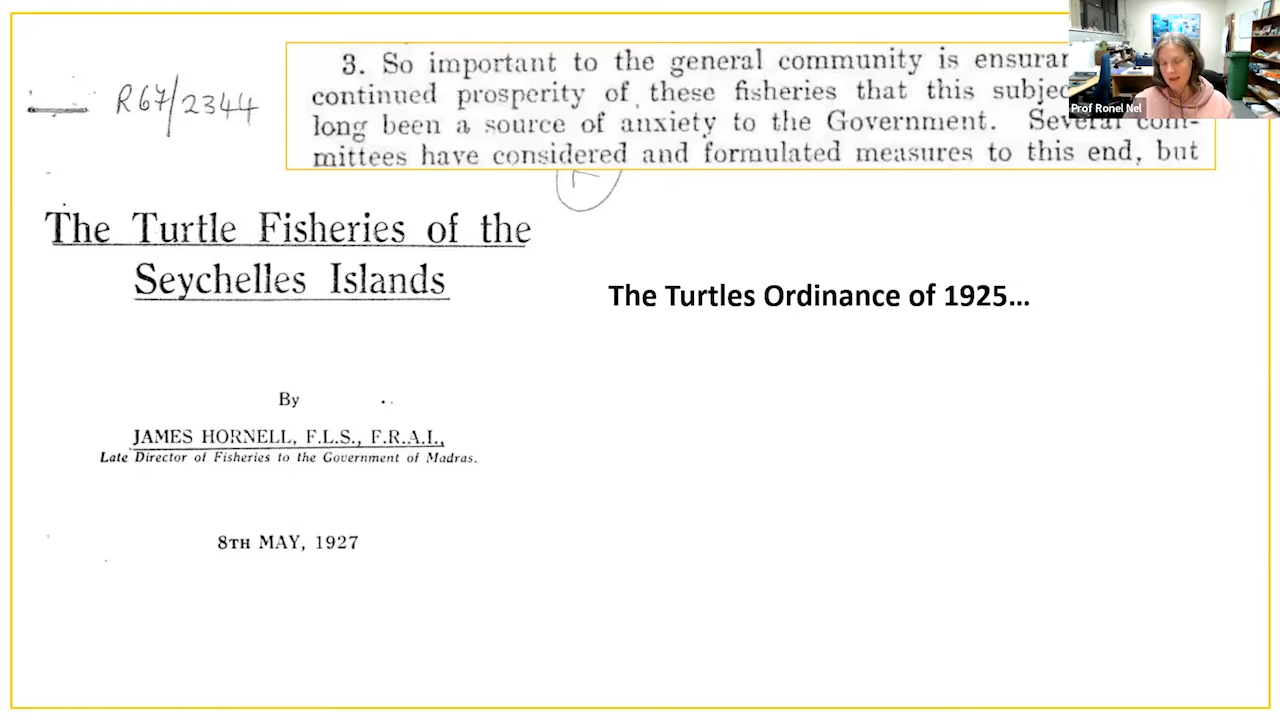 R67/2344
3. So important to the general community is
continued prosperity of these fisheries that this
long been a source of anxiety to the Government. Several com-
mittees have considered and formulated measures to this end, but
Prof Ronel Nel
The Turtle Fisheries of the
Seychelles Islands
The Turtles Ordinance of 1925...
By
JAMES HORNELL, F.L.S., F.R.A.I.,
Late Director of Fisheries to the Government of Madras.
8TH MAY, 1927